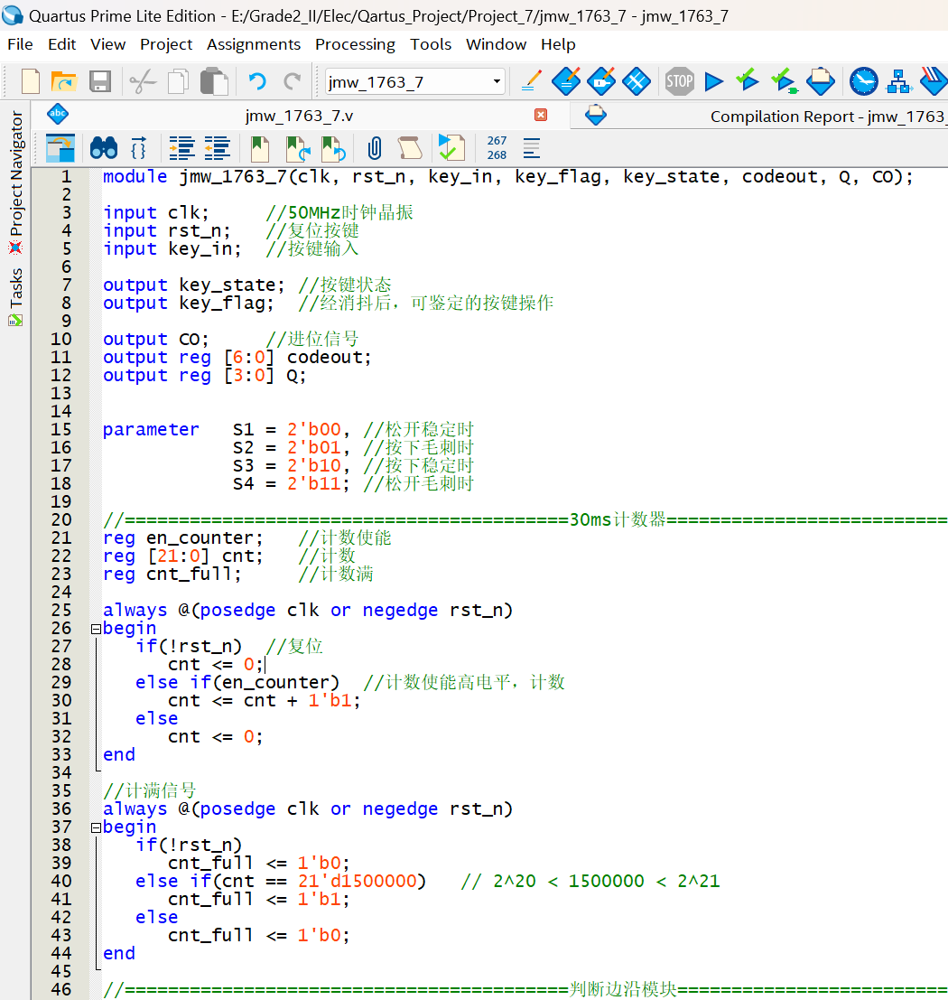 Quartus Prime Lite Edition - E:/Grade2_II/Elec/Qartus_Project/Project_7/jmw_1763_7 - jmw_1763_7
File Edit View Project Assignments Processing Tools Window Help
jmw_1763_7
STOP
abc
jmw_1763_7.v
Compilation Report - jmw_1763_
267
268
Project Navigator
Tasks
1 module jmw_1763_7(clk, rst_n, key_in, key_flag, key_state, codeout, Q, CO);
2
3 input clk; //50MHz时钟晶振
4 input rst_n; //复位按键
5 input key_in; //按键输入
6
7 output key_state; //按键状态
8 output key_flag; //经消抖后，可鉴定的按键操作
9
10 output CO; //进位信号
11 output reg [6:0] codeout;
12 output reg [3:0] Q;
13
14
15 parameter S1 = 2'b00, //松开稳定时
16 S2 = 2'b01, //按下毛刺时
17 S3 = 2'b10, //按下稳定时
18 S4 = 2'b11; //松开毛刺时
19
20 //=========================================30ms计数器==========================
21 reg en_counter; //计数使能
22 reg [21:0] cnt; //计数
23 reg cnt_full; //计数满
24
25 always @(posedge clk or negedge rst_n)
26 begin
27 if(!rst_n) //复位
28 cnt <= 0;
29 else if(en_counter) //计数使能高电平，计数
30 cnt <= cnt + 1'b1;
31 else
32 cnt <= 0;
33 end
34
35 //计满信号
36 always @(posedge clk or negedge rst_n)
37 begin
38 if(!rst_n)
39 cnt_full <= 1'b0;
40 else if(cnt == 21'd1500000) // 2^20 < 1500000 < 2^21
41 cnt_full <= 1'b1;
42 else
43 cnt_full <= 1'b0;
44 end
45
46 //=========================================判断边沿模块=========================